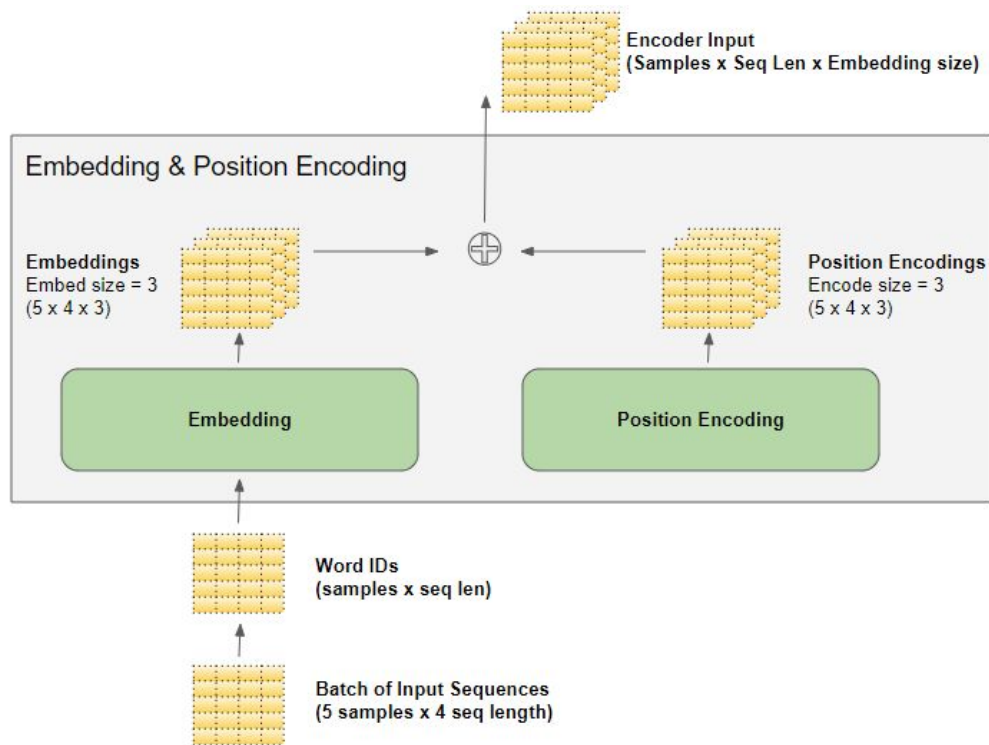 Encoder Input
(Samples x Seq Len x Embedding size)
Embedding & Position Encoding
Embeddings
Embed size = 3
(5 x 4 x 3)
Position Encodings
Encode size = 3
(5 x 4 x 3)
Embedding
Position Encoding
Word IDs
(samples x seq len)
Batch of Input Sequences
(5 samples x 4 seq length)